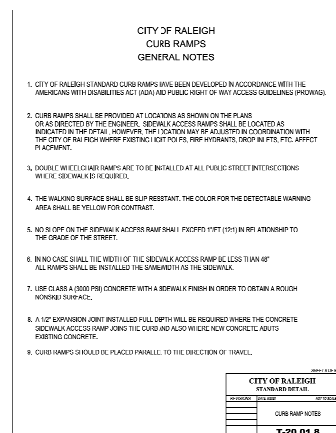 CITY OF RALEIGH
CURB RAMPS
GENERAL NOTES
1. CITY OF RALEIGH STANDARD CURB RAMPS HAVE BEEN DEVELOPED IN ACCORDANCE WITH THE
AMERICANS WITH DISABILITIES ACT (ADA) AND PUBLIC RIGHT OF WAY ACCESS GUIDELINES (PROWAG).
2. CURB RAMPS SHALL BE PROVIDED AT LOCATIONS AS SHOWN ON THE PLANS
OR AS DIRECTED BY THE ENGINEER. SIDEWALK ACCESS RAMPS SHALL BE LOCATED AS
INDICATED IN THE DETAIL, HOWEVER, THE LOCATION MAY BE ADJUSTED IN COORDINATION WITH
THE CITY OF RALEIGH WHERE EXISTING LIGHT POLES, FIRE HYDRANTS, DROP INLETS, ETC. AFFECT
PLACEMENT.
3. DOUBLE WHEELCHAIR RAMPS ARE TO BE INSTALLED AT ALL PUBLIC STREET INTERSECTIONS
WHERE SIDEWALK IS REQUIRED.
4. THE WALKING SURFACE SHALL BE SLIP RESISTANT. THE COLOR FOR THE DETECTABLE WARNING
AREA SHALL BE YELLOW FOR CONTRAST.
5. NO SLOPE ON THE SIDEWALK ACCESS RAMP SHALL EXCEED 1"/FT (12:1) IN RELATIONSHIP TO
THE GRADE OF THE STREET.
6. IN NO CASE SHALL THE WIDTH OF THE SIDEWALK ACCESS RAMP BE LESS THAN 48"
ALL RAMPS SHALL BE INSTALLED THE SAME WIDTH AS THE SIDEWALK.
7. USE CLASS A (3000 PSI) CONCRETE WITH A SIDEWALK FINISH IN ORDER TO OBTAIN A ROUGH
NONSKID SURFACE.
8. A 1/2" EXPANSION JOINT INSTALLED FULL DEPTH WILL BE REQUIRED WHERE THE CONCRETE
SIDEWALK ACCESS RAMP JOINS THE CURB AND ALSO WHERE NEW CONCRETE ABUTS
EXISTING CONCRETE.
9. CURB RAMPS SHOULD BE PLACED PARALLEL TO THE DIRECTION OF TRAVEL.
CITY OF RALEIGH
STANDARD DETAIL
CURB RAMP NOTES
T-20.01.8